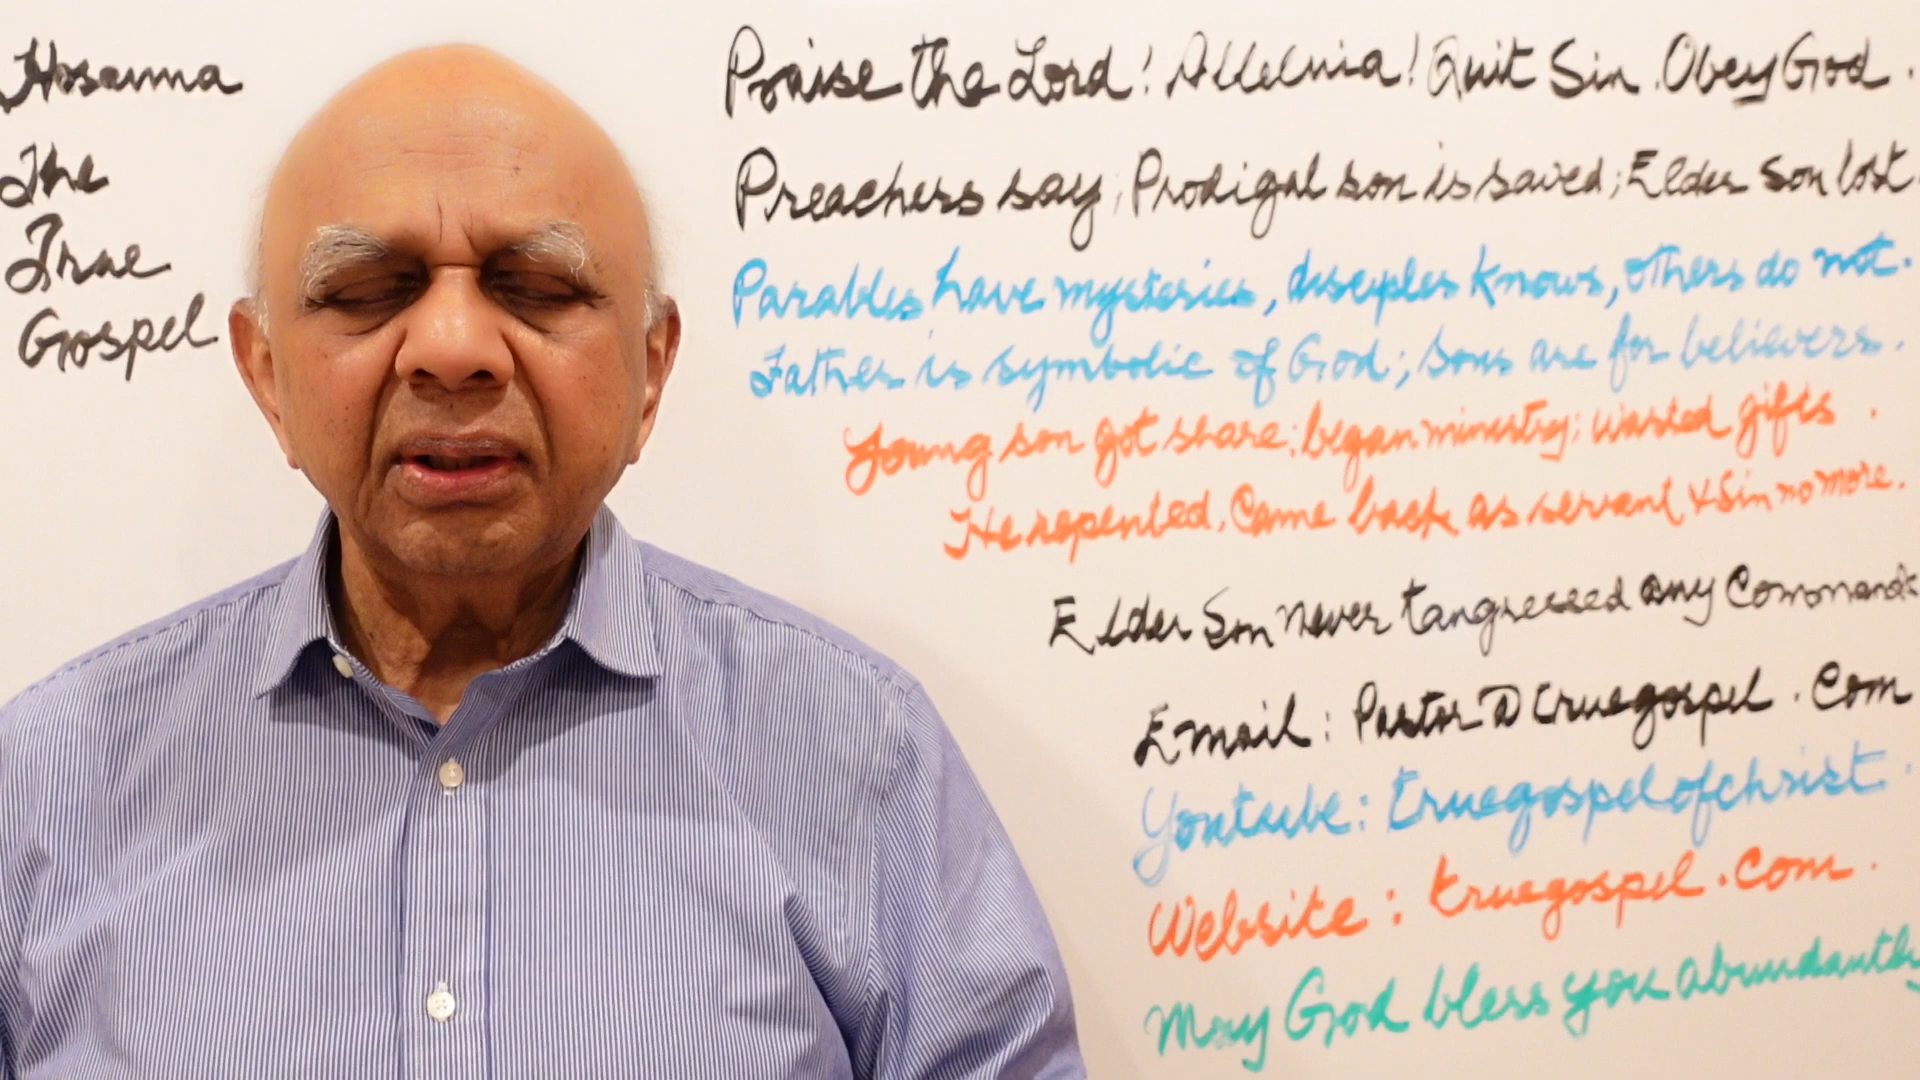 Hosanna
The
True
Gospel
Praise the Lord! Alleluia! Quit Sin. Obey God.
Preachers say; Prodigal son is saved; Elder Son lost.
Parables have mysteries, disciples knows, others do not.
Father is symbolic of God; Sons are for believers.
Young son got share: began ministry; wasted gifts.
He repented. Came back as servant & Sin no more.
Elder Son never tangressed any Commands
Email: Pastor@truegospel.com
Youtube: truegospelofchrist.
Website: truegospel.com.
May God bless you abundantly